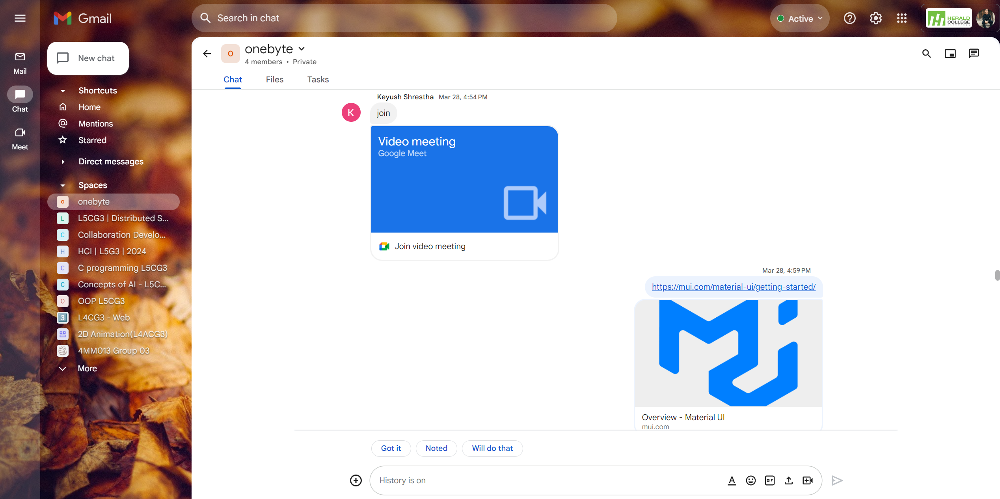 Gmail
Search in chat
Active
HERALD
COLLEGE
KATHMANDU
Mail
Chat
Meet
New chat
Shortcuts
Home
Mentions
Starred
Direct messages
Spaces
o onebyte
L L5CG3 | Distributed S...
C Collaboration Develo...
H HCI | L5G3 | 2024
C C programming L5CG3
C Concepts of AI - L5C...
O OOP L5CG3
3 L4CG3 - Web
2D Animation(L4ACG3)
4MM013 Group 03
More
o
onebyte
4 members • Private
Chat Files Tasks
Keyush Shrestha Mar 28, 4:54 PM
K
join
Video meeting
Google Meet
Join video meeting
Mar 28, 4:59 PM
https://mui.com/material-ui/getting-started/
Overview - Material UI
mui.com
Got it Noted Will do that
History is on
GIF